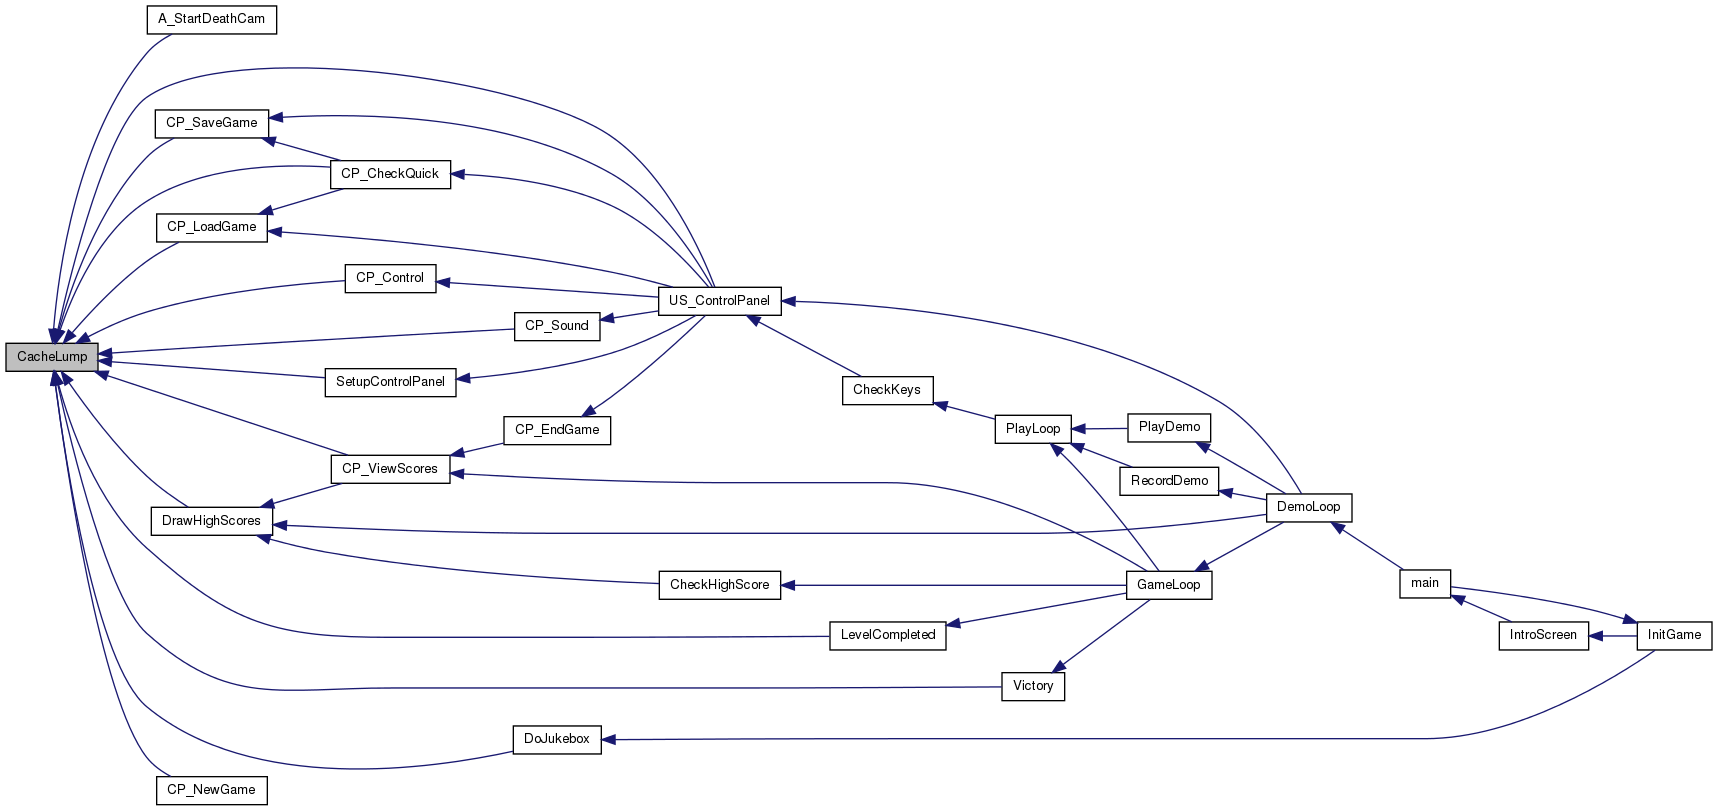 A_StartDeathCam
CP_SaveGame
CP_CheckQuick
CP_LoadGame
CP_Control
US_ControlPanel
CP_Sound
CacheLump
SetupControlPanel
CheckKeys
CP_EndGame
PlayLoop
PlayDemo
CP_ViewScores
RecordDemo
DemoLoop
DrawHighScores
CheckHighScore
GameLoop
main
LevelCompleted
IntroScreen
InitGame
Victory
DoJukebox
CP_NewGame